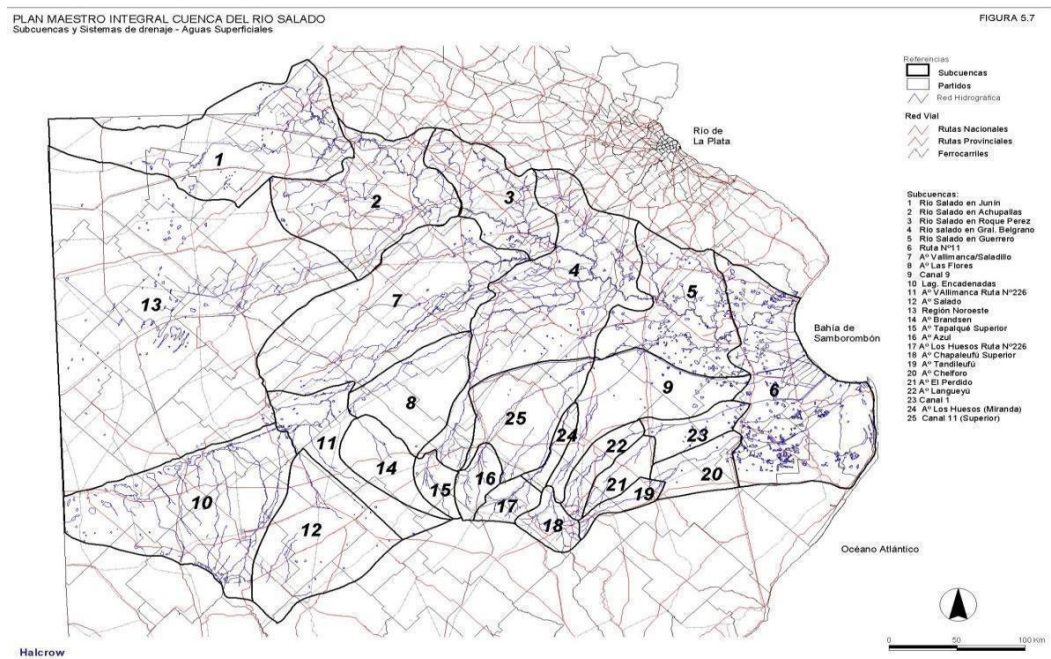 PLAN MAESTRO INTEGRAL CUENCA DEL RIO SALADO
Subcuencas y Sistemas de drenaje - Aguas Superficiales
FIGURA 5.7
Referencias
Subcuencas
Partidos
Red Hidrográfica
Red Vial
Rutas Nacionales
Rutas Provinciales
Ferrocarriles
Subcuencas:
1 Río Salado en Junín
2 Río Salado en Achupallas
3 Río Salado en Roque Perez
4 Río salado en Gral. Belgrano
5 Río Salado en Guerrero
6 Ruta Nº11
7 Aº Vallimanca/Saladillo
8 Aº Las Flores
9 Canal 9
10 Lag. Encadenadas
11 Aº VAllimanca Ruta Nº226
12 Aº Salado
13 Región Noroeste
14 Aº Brandsen
15 Aº Tapalqué Superior
16 Aº Azul
17 Aº Los Huesos Ruta Nº226
18 Aº Chapaleufú Superior
19 Aº Tandileufú
20 Aº Chelforo
21 Aº El Perdido
22 Aº Langueyú
23 Canal 1
24 Aº Los Huesos (Miranda)
25 Canal 11 (Superior)
Río de
La Plata
Bahía de
Samborombón
Océano Atlántico
1
2
3
4
5
13
7
6
9
8
25
24
23
22
11
14
16
20
15
21
19
10
17
12
18
0 50 100 Km
Halcrow